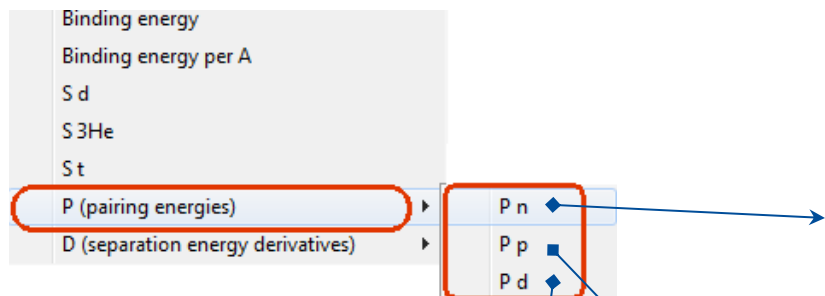 Binding energy
Binding energy per A
S d
S 3He
S t
P (pairing energies)
P n
D (separation energy derivatives)
P p
P d